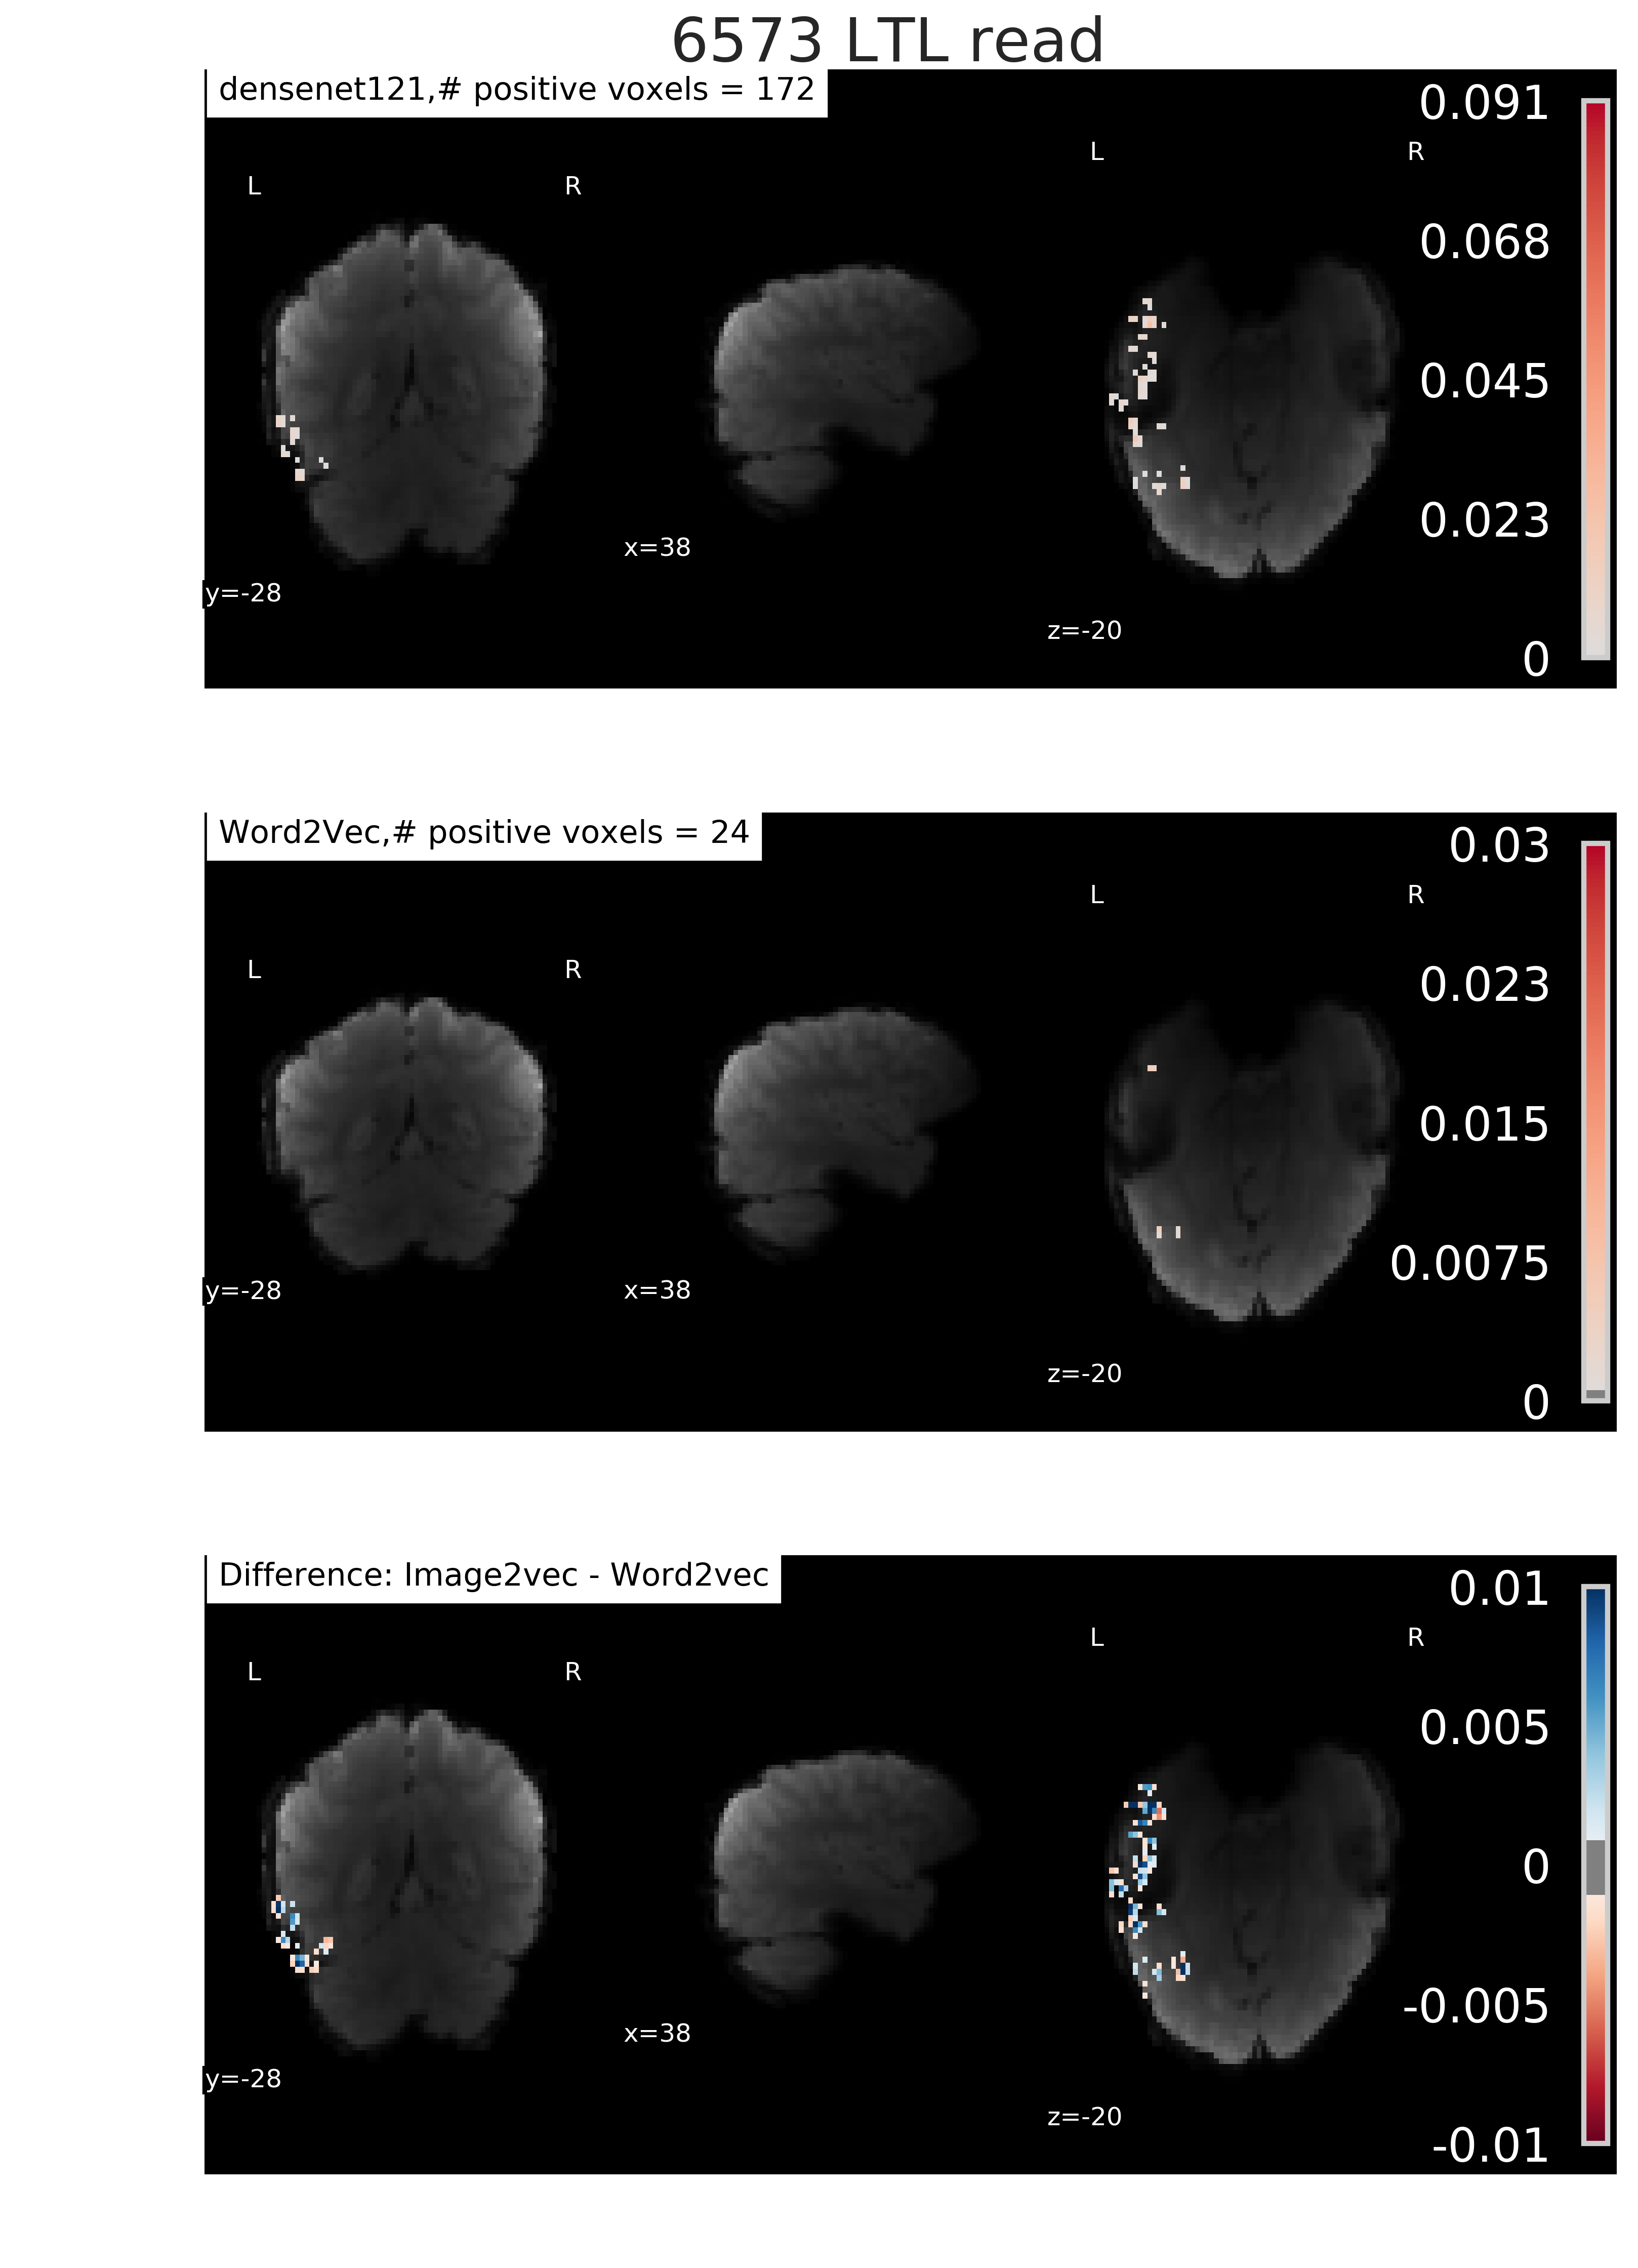 6573 LTL read
densenet121,# positive voxels = 172
L R
L R
y=-28
x=38
z=-20
0.091
0.068
0.045
0.023
0
Word2Vec,# positive voxels = 24
L R
L R
y=-28
x=38
z=-20
0.03
0.023
0.015
0.0075
0
Difference: Image2vec - Word2vec
L R
L R
y=-28
x=38
z=-20
0.01
0.005
0
-0.005
-0.01